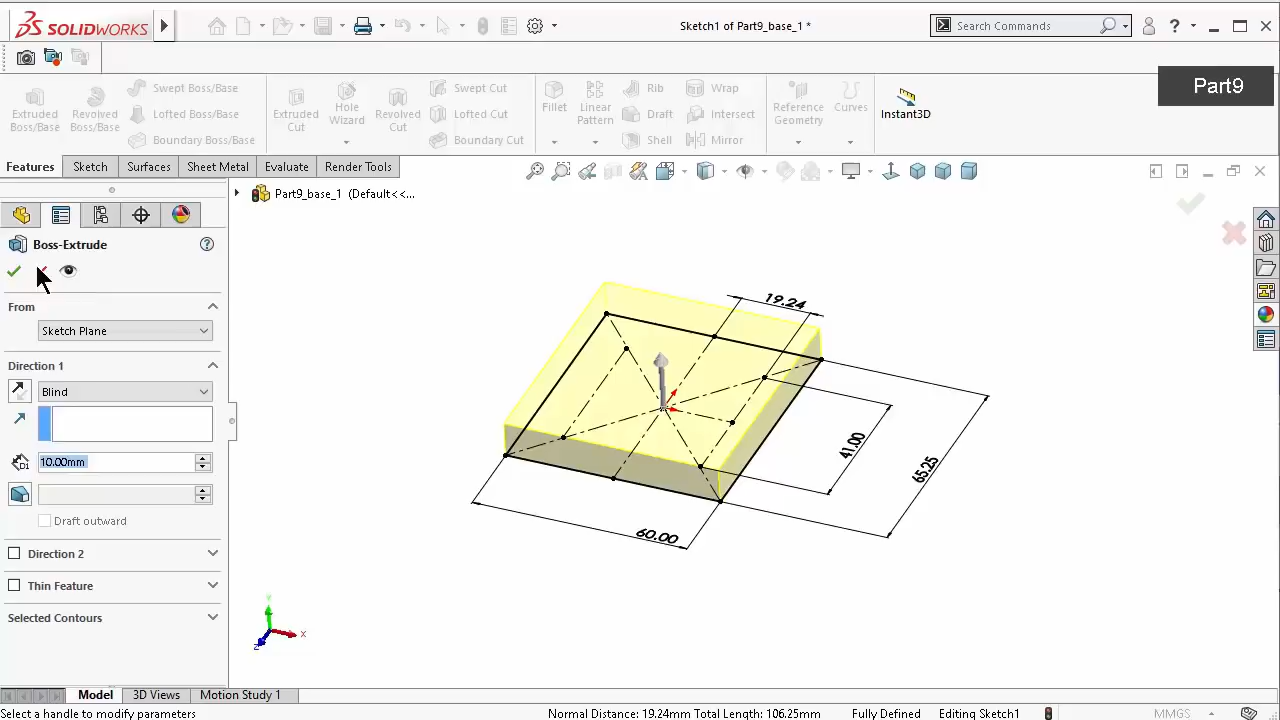 SOLIDWORKS
Sketch1 of Part9_base_1 *
Search Commands
?
Part9
Extruded Boss/Base
Revolved Boss/Base
Swept Boss/Base
Lofted Boss/Base
Boundary Boss/Base
Extruded Cut
Hole Wizard
Revolved Cut
Swept Cut
Lofted Cut
Boundary Cut
Fillet
Linear Pattern
Rib
Draft
Shell
Wrap
Intersect
Mirror
Reference Geometry
Curves
Instant3D
Features Sketch Surfaces Sheet Metal Evaluate Render Tools
Part9_base_1 (Default<<...
Boss-Extrude
From
Sketch Plane
Direction 1
Blind
10.00mm
Draft outward
Direction 2
Thin Feature
Selected Contours
19.24
41.00
65.25
60.00
Y
X
Z
Model 3D Views Motion Study 1
Select a handle to modify parameters
Normal Distance: 19.24mm Total Length: 106.25mm
Fully Defined
Editing Sketch1
MMGS